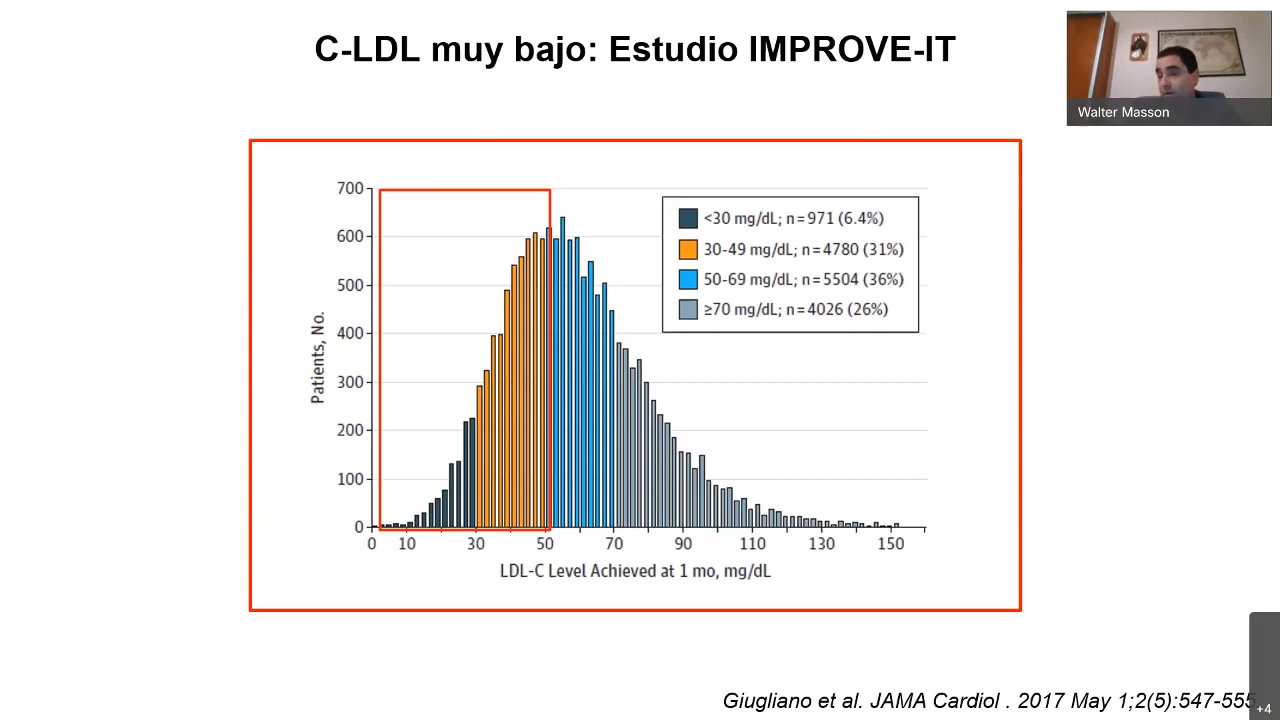 C-LDL muy bajo: Estudio IMPROVE-IT
Walter Masson
700
600
500
400
300
200
100
0
Patients, No.
<30 mg/dL; n=971 (6.4%)
30-49 mg/dL; n=4780 (31%)
50-69 mg/dL; n=5504 (36%)
≥70 mg/dL; n=4026 (26%)
0 10 30 50 70 90 110 130 150
LDL-C Level Achieved at 1 mo, mg/dL
Giugliano et al. JAMA Cardiol . 2017 May 1;2(5):547-555
+4